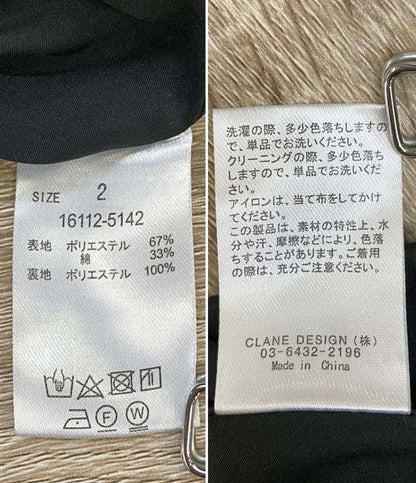 SIZE 2
16112-5142
表地 ポリエステル 67%
綿 33%
裏地 ポリエステル 100%
F W
洗濯の際、多少色落ちしますの
で、単品でお洗いください。
クリーニングの際、多少色落ちします
ので、単品でお洗いください。
アイロンは、当て布をしてかけ
てください。
この製品は、素材の特性上、水
分や汗、摩擦などにより、色落
ちすることがあります。ご着用
の際は、充分ご注意ください。
CLANE DESIGN (株)
03-6432-2196
Made in China